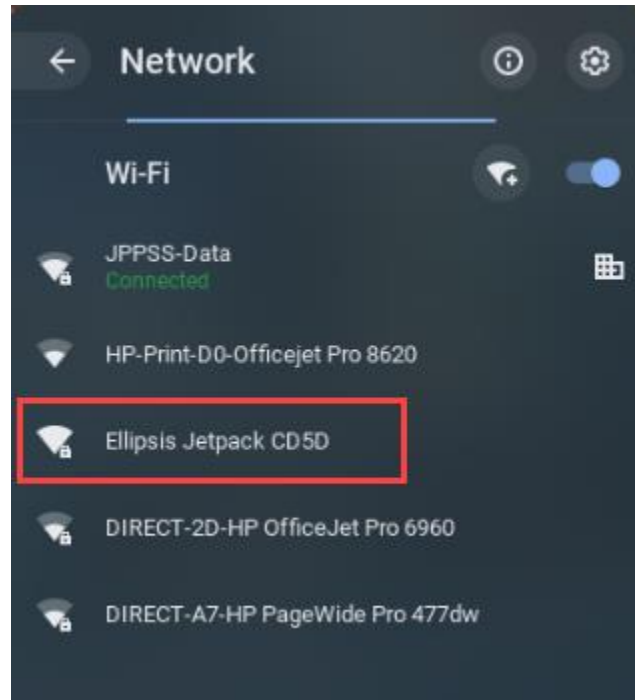 Network
Wi-Fi
JPPSS-Data
Connected
HP-Print-D0-Officejet Pro 8620
Ellipsis Jetpack CD5D
DIRECT-2D-HP OfficeJet Pro 6960
DIRECT-A7-HP PageWide Pro 477dw